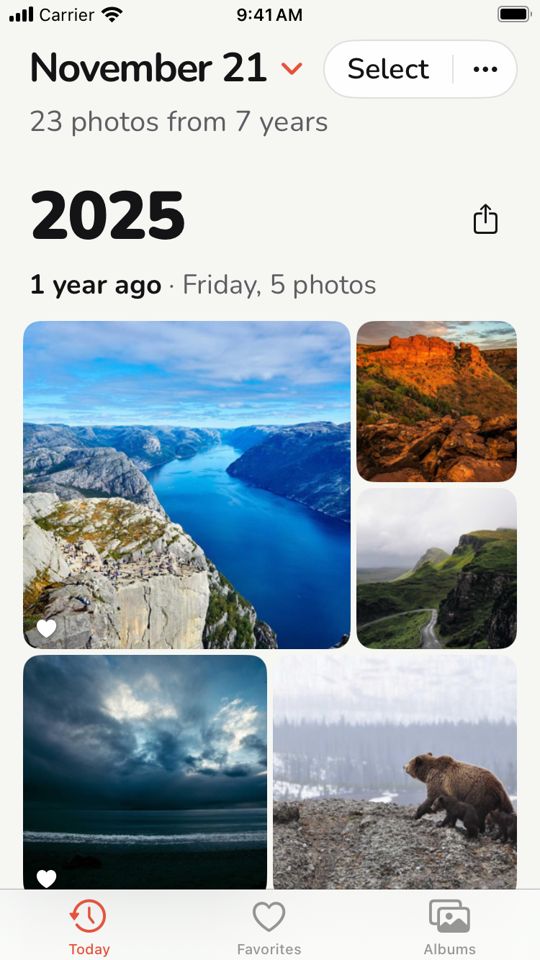 Carrier 9:41 AM
November 21 Select
23 photos from 7 years
2025
1 year ago · Friday, 5 photos
Today Favorites Albums